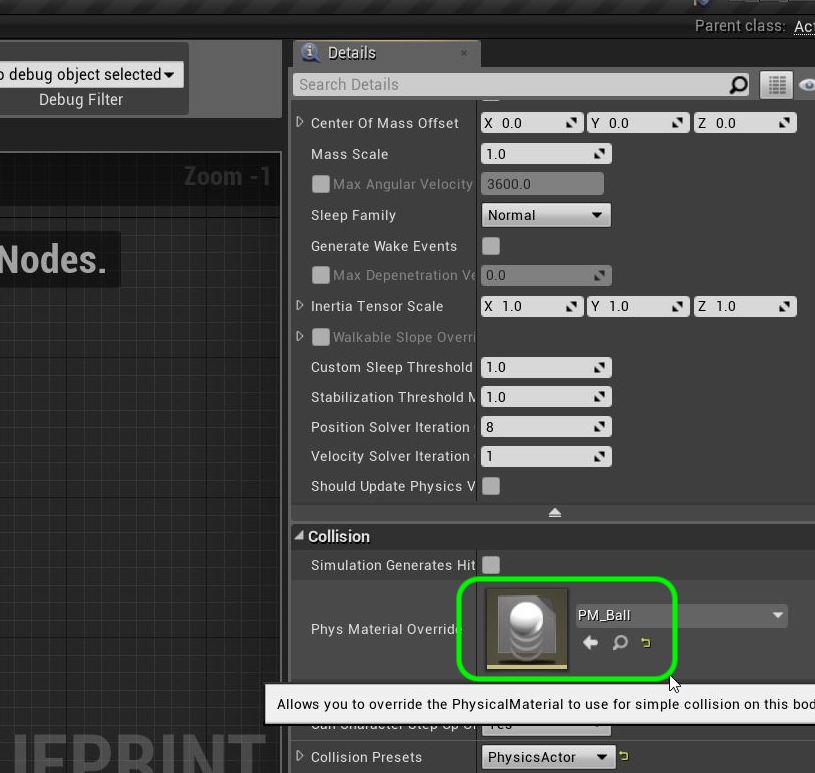 Parent class: Act
Details
o debug object selected
Search Details
Debug Filter
Center Of Mass Offset X 0.0 Y 0.0 Z 0.0
Mass Scale 1.0
Zoom -1
Max Angular Velocity 3600.0
Sleep Family Normal
Generate Wake Events
Nodes.
Max Depenetration Ve 0.0
Inertia Tensor Scale X 1.0 Y 1.0 Z 1.0
Walkable Slope Overri
Custom Sleep Threshold 1.0
Stabilization Threshold M 1.0
Position Solver Iteration 8
Velocity Solver Iteration 1
Should Update Physics V
Collision
Simulation Generates Hit
PM_Ball
Phys Material Override
Allows you to override the PhysicalMaterial to use for simple collision on this bod
Can Character Step Up O Yes
UEPRINT
Collision Presets PhysicsActor